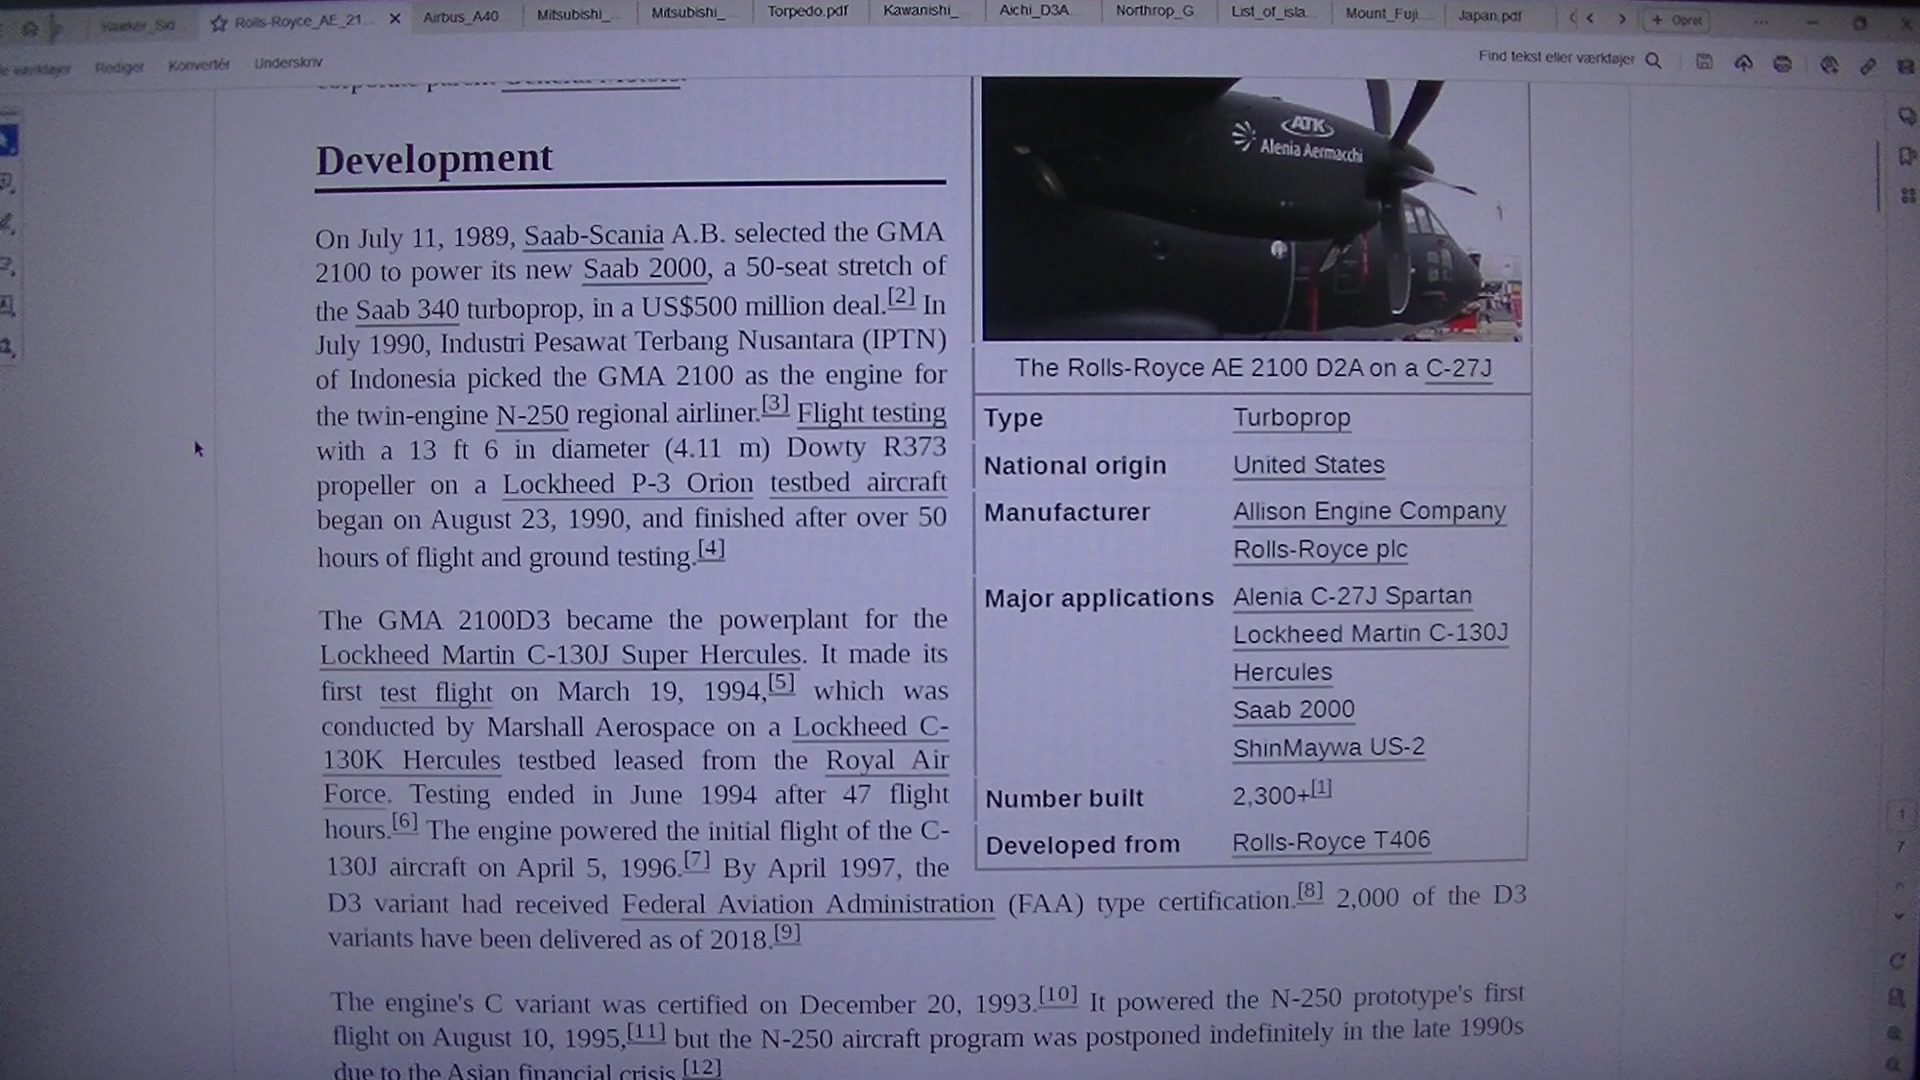 Rolls-Royce_AE_21...
Airbus_A40
Mitsubishi_
Mitsubishi_
Torpedo.pdf
Kawanishi_
Aichi_D3A
Northrop_G
List_of_isla...
Mount_Fuji...
Japan.pdf
+ Opret
Rediger
Konvertér
Underskriv
Find tekst eller værktøjer
Development
On July 11, 1989, Saab-Scania A.B. selected the GMA
2100 to power its new Saab 2000, a 50-seat stretch of
the Saab 340 turboprop, in a US$500 million deal.[2] In
July 1990, Industri Pesawat Terbang Nusantara (IPTN)
of Indonesia picked the GMA 2100 as the engine for
the twin-engine N-250 regional airliner.[3] Flight testing
with a 13 ft 6 in diameter (4.11 m) Dowty R373
propeller on a Lockheed P-3 Orion testbed aircraft
began on August 23, 1990, and finished after over 50
hours of flight and ground testing.[4]
The GMA 2100D3 became the powerplant for the
Lockheed Martin C-130J Super Hercules. It made its
first test flight on March 19, 1994,[5] which was
conducted by Marshall Aerospace on a Lockheed C-
130K Hercules testbed leased from the Royal Air
Force. Testing ended in June 1994 after 47 flight
hours.[6] The engine powered the initial flight of the C-
130J aircraft on April 5, 1996.[7] By April 1997, the
D3 variant had received Federal Aviation Administration (FAA) type certification.[8] 2,000 of the D3
variants have been delivered as of 2018.[9]
The engine's C variant was certified on December 20, 1993.[10] It powered the N-250 prototype's first
flight on August 10, 1995,[11] but the N-250 aircraft program was postponed indefinitely in the late 1990s
due to the Asian financial crisis.[12]
ATK
Alenia Aermacchi
The Rolls-Royce AE 2100 D2A on a C-27J
Type Turboprop
National origin United States
Manufacturer Allison Engine Company
Rolls-Royce plc
Major applications Alenia C-27J Spartan
Lockheed Martin C-130J
Hercules
Saab 2000
ShinMaywa US-2
Number built 2,300+[1]
Developed from Rolls-Royce T406
1
7